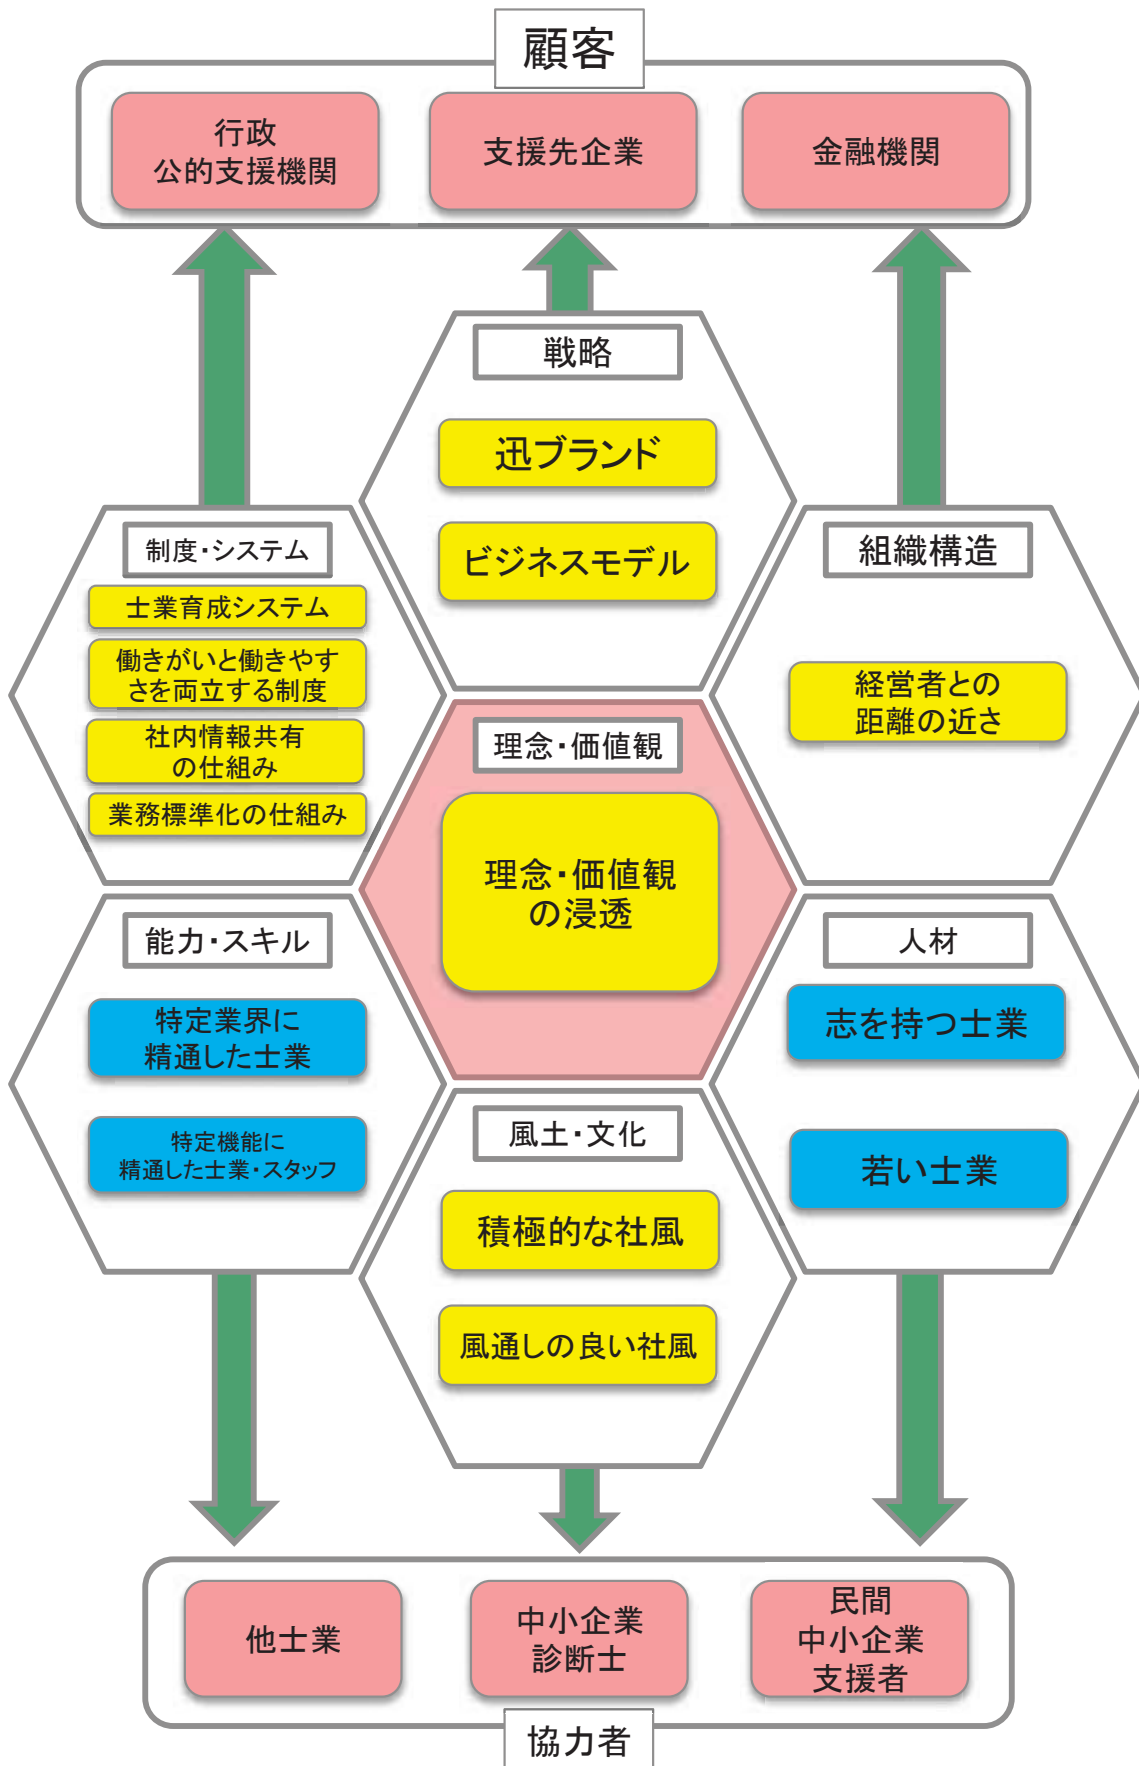 顧客
行政
公的支援機関
支援先企業
金融機関
戦略
迅ブランド
ビジネスモデル
制度・システム
士業育成システム
働きがいと働きやす
さを両立する制度
社内情報共有
の仕組み
業務標準化の仕組み
組織構造
経営者との
距離の近さ
理念・価値観
理念・価値観
の浸透
能力・スキル
特定業界に
精通した士業
特定機能に
精通した士業・スタッフ
人材
志を持つ士業
若い士業
風土・文化
積極的な社風
風通しの良い社風
他士業
中小企業
診断士
民間
中小企業
支援者
協力者